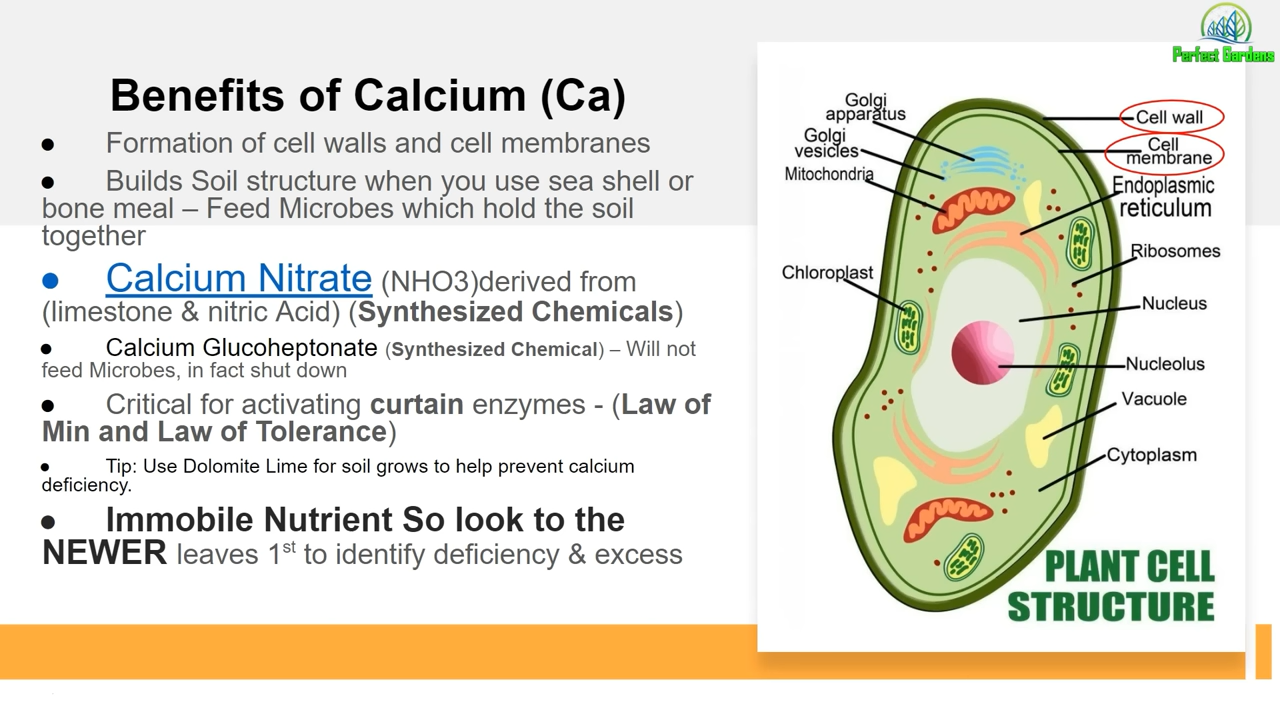 Perfect Gardens
Benefits of Calcium (Ca)
● Formation of cell walls and cell membranes
● Builds Soil structure when you use sea shell or
bone meal – Feed Microbes which hold the soil
together
● Calcium Nitrate (NHO3)derived from
(limestone & nitric Acid) (Synthesized Chemicals)
● Calcium Glucoheptonate (Synthesized Chemical) – Will not
feed Microbes, in fact shut down
● Critical for activating curtain enzymes - (Law of
Min and Law of Tolerance)
● Tip: Use Dolomite Lime for soil grows to help prevent calcium
deficiency.
● Immobile Nutrient So look to the
NEWER leaves 1st to identify deficiency & excess
Golgi
apparatus
Golgi
vesicles
Mitochondria
Chloroplast
Cell wall
Cell
membrane
Endoplasmic
reticulum
Ribosomes
Nucleus
Nucleolus
Vacuole
Cytoplasm
PLANT CELL
STRUCTURE